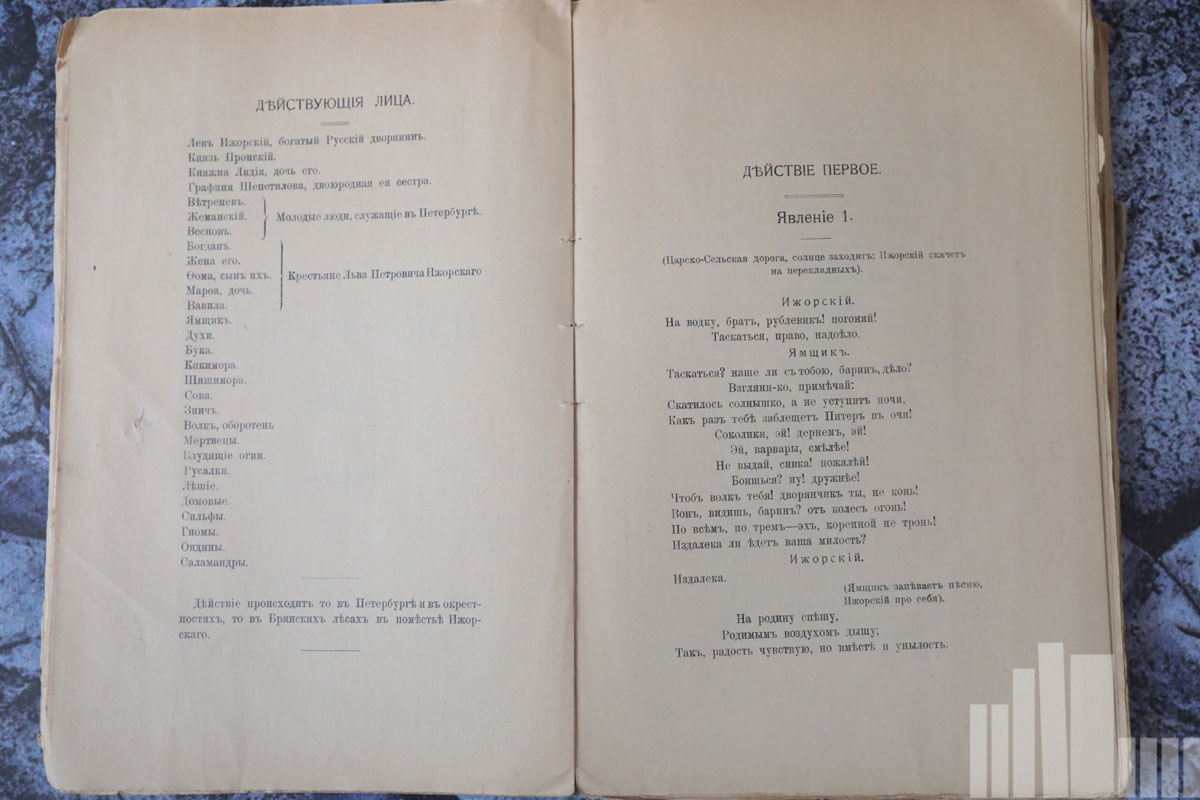 ДѢЙСТВУЮЩІЯ ЛИЦА.
Левъ Ижорскій, богатый Русскій дворянинъ.
Князь Пронскій.
Княжна Лидія, дочь его.
Графиня Шепетилова, двоюродная ея сестра.
Вѣтреневъ.
Жеманскій. Молодые люди, служащіе въ Петербургѣ.
Весновъ.
Богданъ.
Жена его.
Ѳома, сынъ ихъ. Крестьяне Льва Петровича Ижорскаго
Марѳа, дочь.
Вавила.
Ямщикъ.
Духи.
Бука.
Кикимора.
Шишимора.
Сова.
Зничъ.
Волкъ, оборотень
Мертвецы.
Блудящіе огни.
Русалки.
Лѣшіе.
Домовые.
Сильфы.
Гномы.
Ондины.
Саламандры.
Дѣйствіе происходитъ то въ Петербургѣ и въ окрест-
ностяхъ, то въ Брянскихъ лѣсахъ въ помѣстьѣ Ижор-
скаго.
ДѢЙСТВІЕ ПЕРВОЕ.
Явленіе 1.
(Царско-Сельская дорога, солнце заходитъ; Ижорскій скачетъ
на перекладныхъ).
Ижорскій.
На водку, братъ, рублевикъ! погоняй!
Таскаться, право, надоѣло.
Ямщикъ.
Таскаться? наше ли съ тобою, баринъ, дѣло?
Взгляни-ко, примѣчай:
Скатилось солнышко, а не уступитъ ночи,
Какъ разъ тебѣ заблещетъ Питеръ въ очи!
Соколики, эй! дернемъ, эй!
Эй, варвары, смѣлѣе!
Не выдай, сивка! пожалѣй!
Боишься? ну! дружнѣе!
Чтобъ волкъ тебя! дворянчикъ ты, не конь!
Вонъ, видишь, баринъ? отъ колесъ огонь!
По всѣмъ, по тремъ—эхъ, коренной не тронь!
Издалека ли ѣдетъ ваша милость?
Ижорскій.
Издалека.
(Ямщикъ запѣваетъ пѣсню,
Ижорскій про себя).
На родину спѣшу,
Родимымъ воздухомъ дышу;
Такъ, радость чувствую, но вмѣстѣ и унылость.